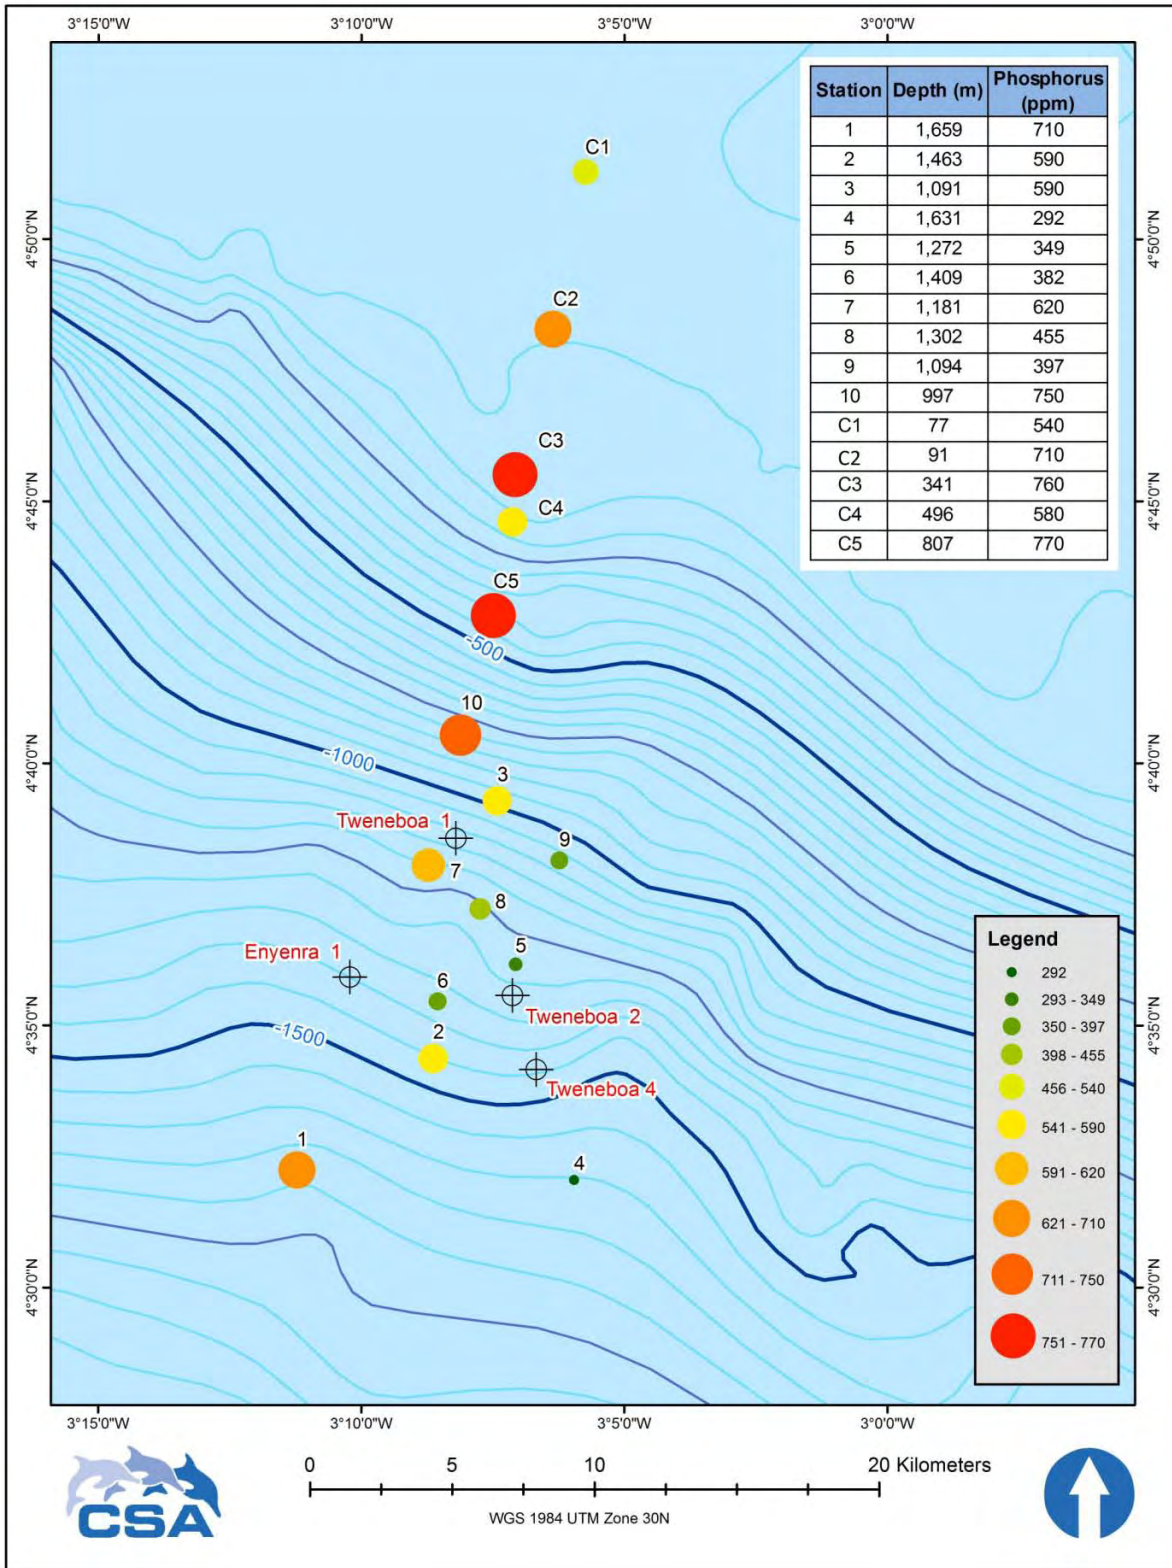 3°15'0"W 3°10'0"W 3°5'0"W 3°0'0"W
Station Depth (m) Phosphorus (ppm)
1 1,659 710
2 1,463 590
3 1,091 590
4 1,631 292
5 1,272 349
6 1,409 382
7 1,181 620
8 1,302 455
9 1,094 397
10 997 750
C1 77 540
C2 91 710
C3 341 760
C4 496 580
C5 807 770
C1
4°50'0"N 4°50'0"N
C2
C3
4°45'0"N 4°45'0"N
C4
C5
-500
10
4°40'0"N 4°40'0"N
-1000
3
Tweneboa 1
9
7
8
Enyenra 1
5
6
Tweneboa 2
4°35'0"N 4°35'0"N
-1500
2
Tweneboa 4
1
4
4°30'0"N 4°30'0"N
Legend
292
293 - 349
350 - 397
398 - 455
456 - 540
541 - 590
591 - 620
621 - 710
711 - 750
751 - 770
3°15'0"W 3°10'0"W 3°5'0"W 3°0'0"W
CSA
0 5 10 20 Kilometers
WGS 1984 UTM Zone 30N